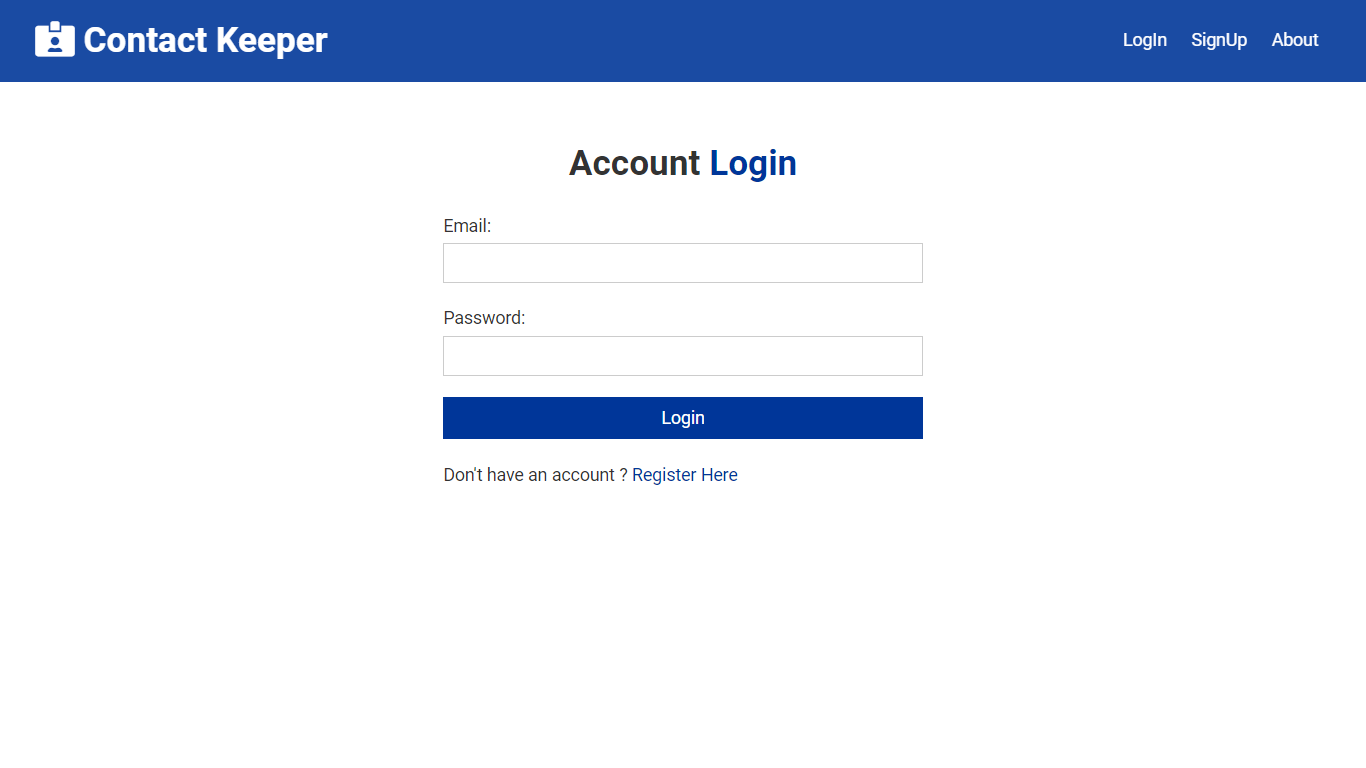 Contact Keeper
LogIn SignUp About
Account Login
Email:
Password:
Login
Don't have an account ? Register Here